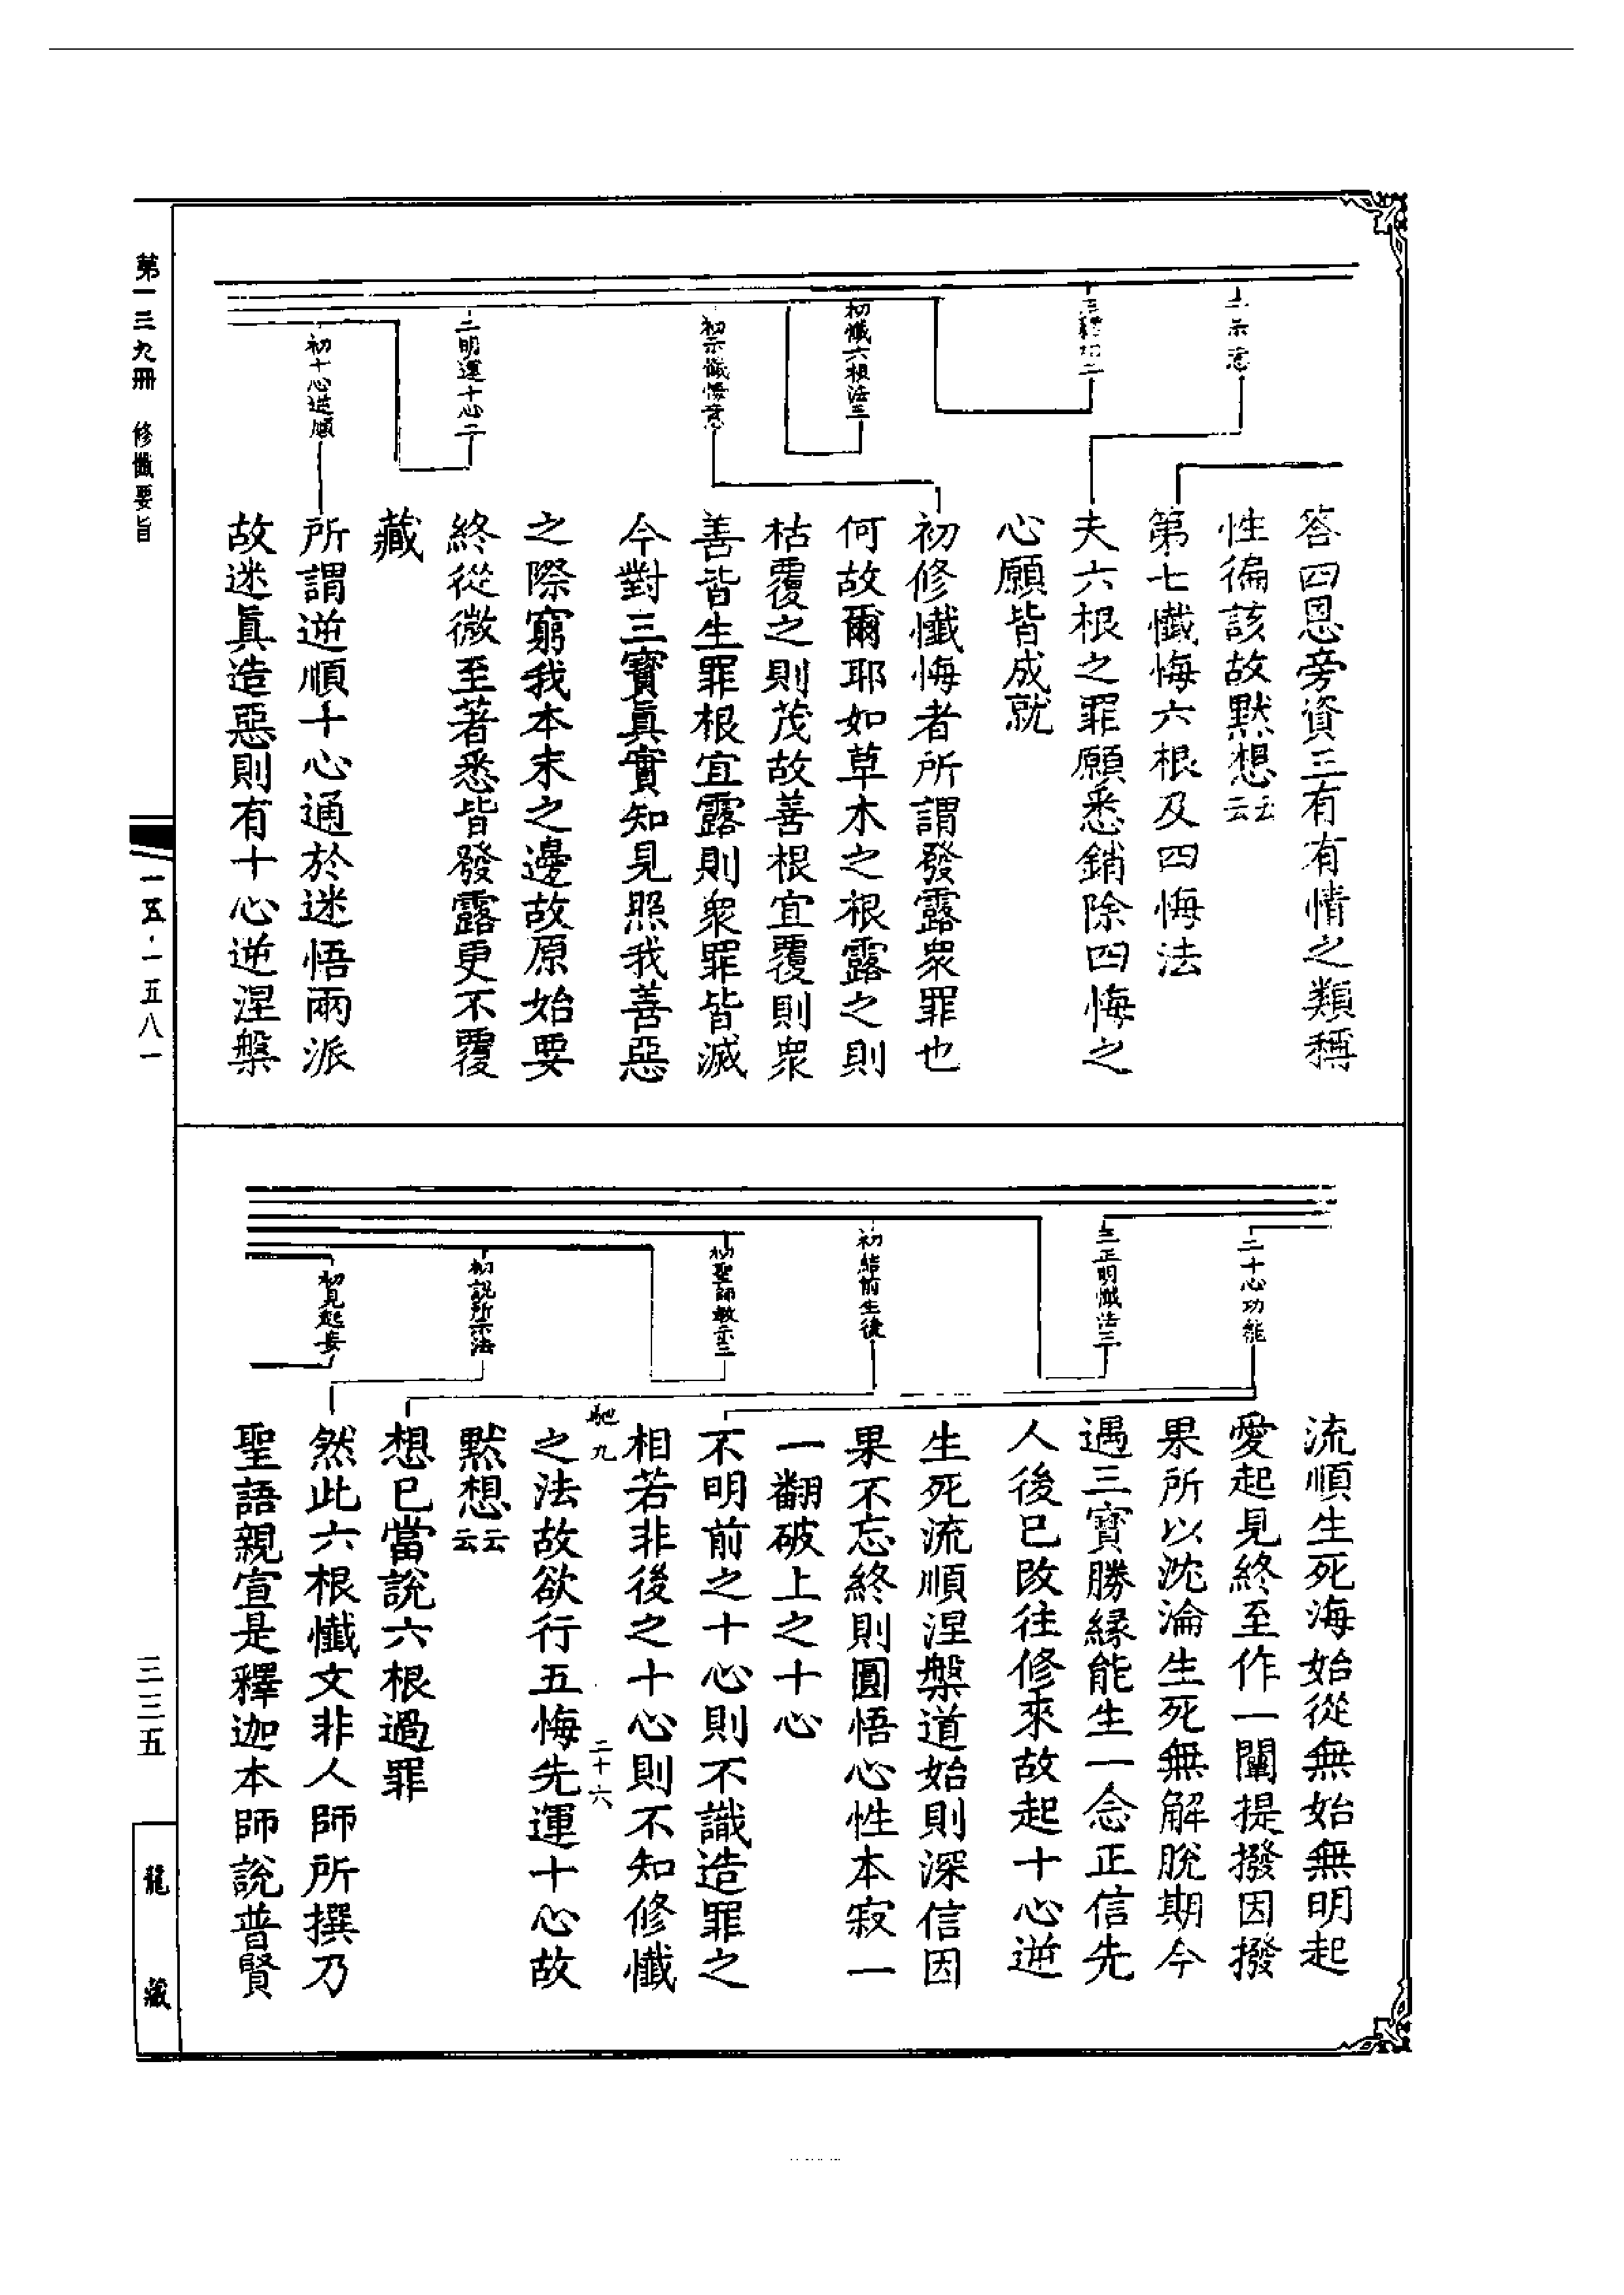 答四恩旁資三有有情之類稱
性徧該故默想云云
第七懺悔六根及四悔法
夫六根之罪願悉銷除四悔之
心願皆成就
初懺六根法三
初示懺悔意
初修懺悔者所謂發露衆罪也
何故爾耶如草木之根露之則
枯覆之則茂故善根宜覆則衆
善皆生罪根宜露則衆罪皆滅
今對三寳眞實知見照我善惡
之際窮我本末之邊故原始要
終從微至著悉皆發露更不覆
藏
二明運十心二
初十心逆順
所謂逆順十心通於迷悟兩派
故迷眞造惡則有十心逆涅槃
流順生死海始從無始無明起
愛起見終至作一闡提撥因撥
果所以沈淪生死無解脫期今
遇三寶勝緣能生一念正信先
人後已改往修來故起十心逆
生死流順涅槃道始則深信因
果不忘終則圓悟心性本寂一
一翻破上之十心
二十心功能
不明前之十心則不識造罪之
相若非後之十心則不知修懺
馳九
二十六
之法故欲行五悔先運十心故
默想云云
三正明懺法三
初結前生後
想已當說六根過罪
初聖師敎示二
初說所示法
然此六根懺文非人師所撰乃
初見起妄
聖語親宣是釋迦本師說普賢
第一三九冊
修懺要旨
一五·一五八一
三三五
龍藏